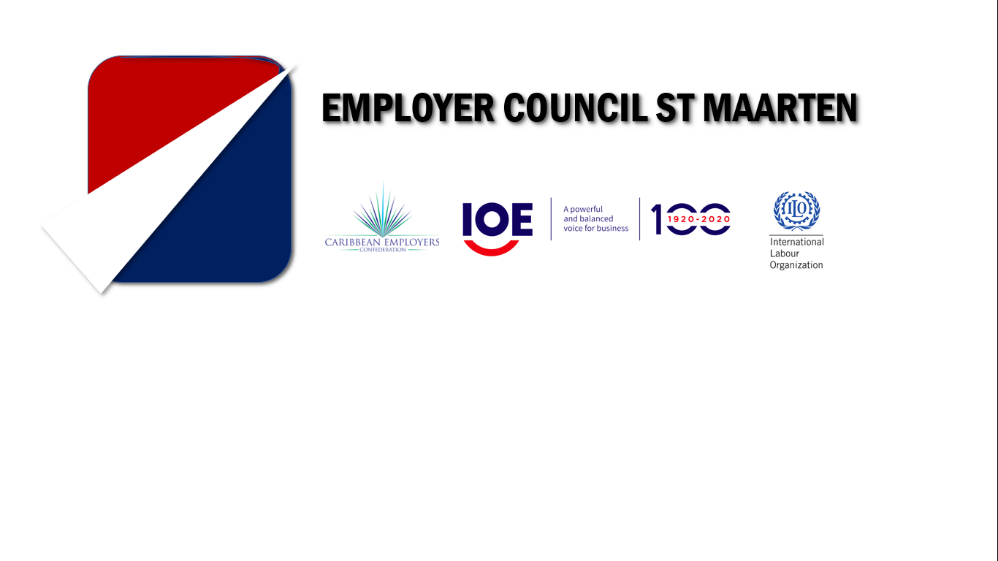 EMPLOYER COUNCIL ST MAARTEN
CARIBBEAN EMPLOYERS
CONFEDERATION
IOE
A powerful
and balanced
voice for business
100
1920-2020
ILO
International
Labour
Organization